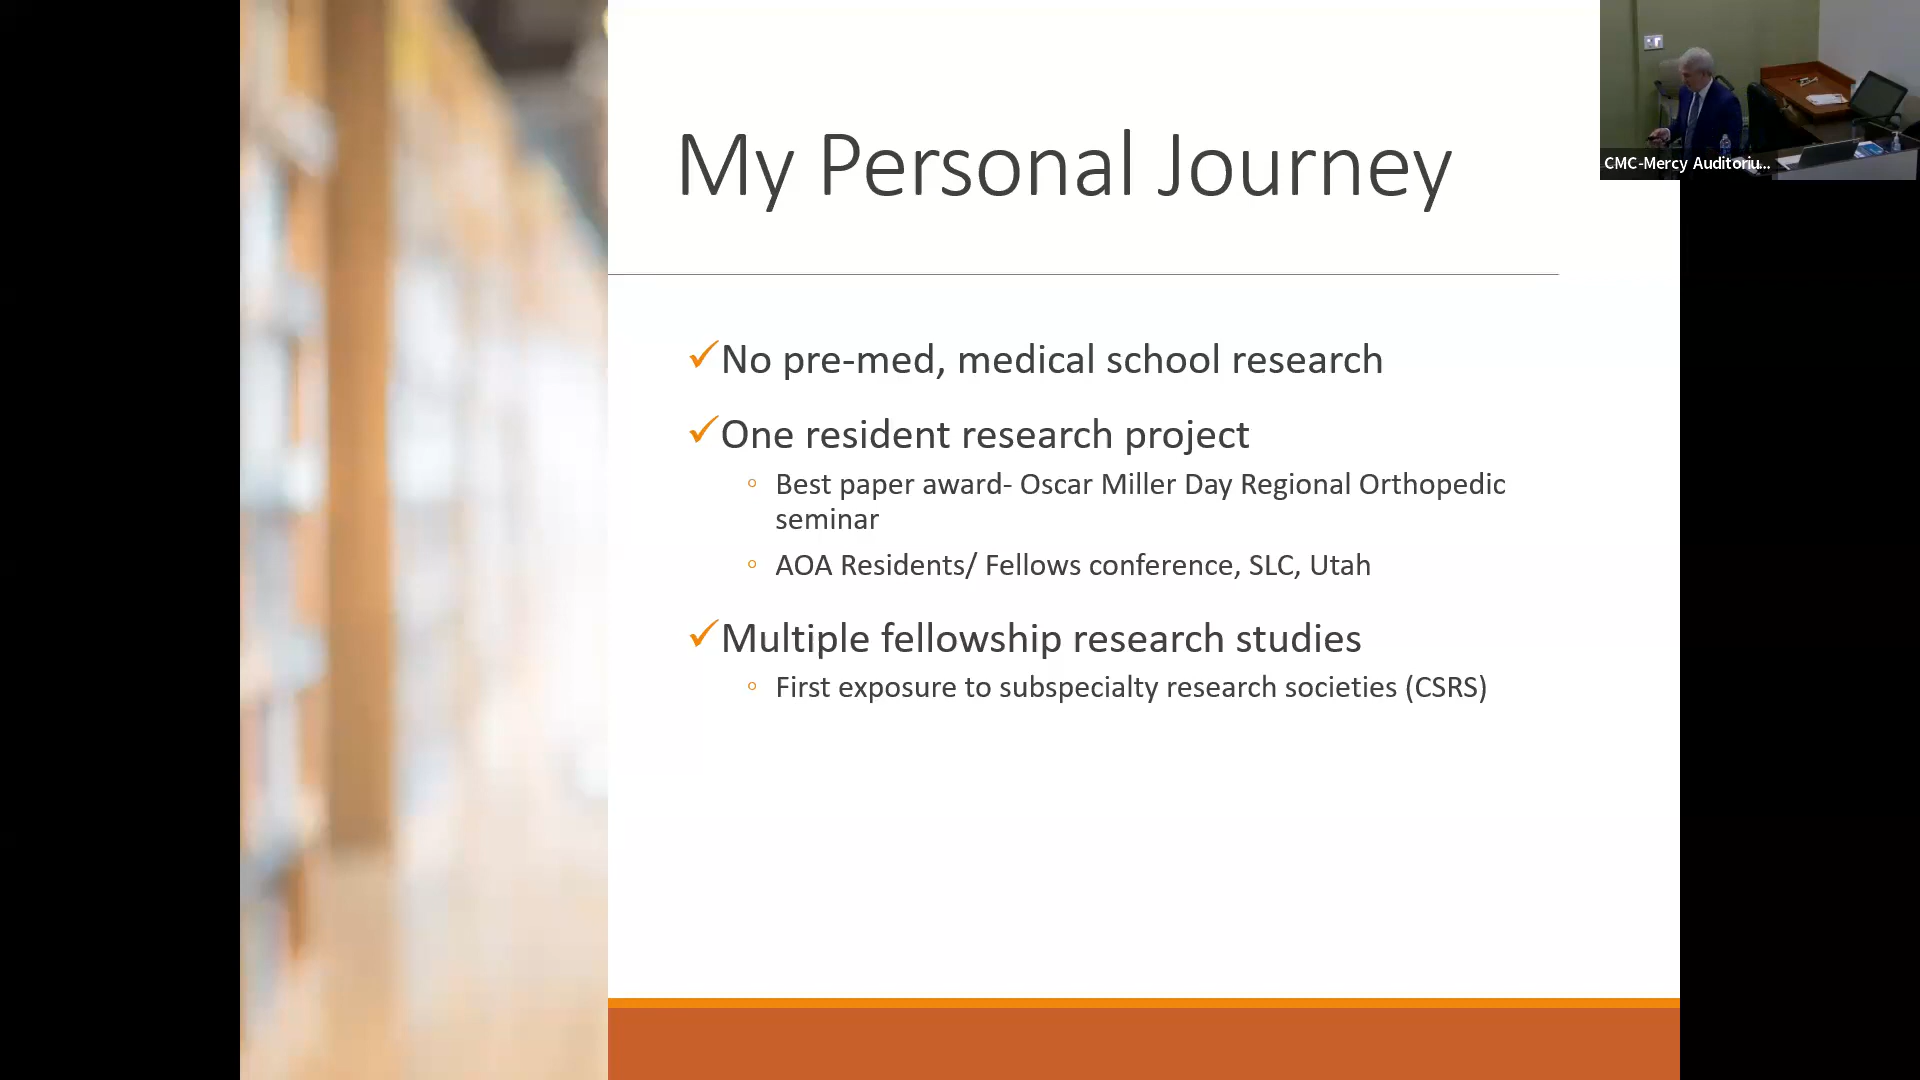 My Personal Journey
CMC-Mercy Auditoriu...
✓No pre-med, medical school research
✓One resident research project
◦ Best paper award- Oscar Miller Day Regional Orthopedic
seminar
◦ AOA Residents/ Fellows conference, SLC, Utah
✓Multiple fellowship research studies
◦ First exposure to subspecialty research societies (CSRS)